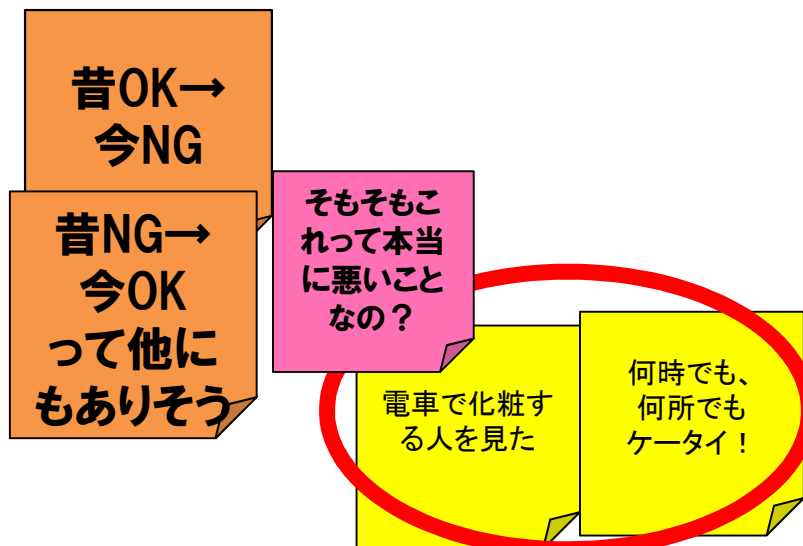 昔OK→
今NG
昔NG→
今OK
って他に
もありそう
そもそもこ
れって本当
に悪いこと
なの？
電車で化粧す
る人を見た
何時でも、
何所でも
ケータイ！